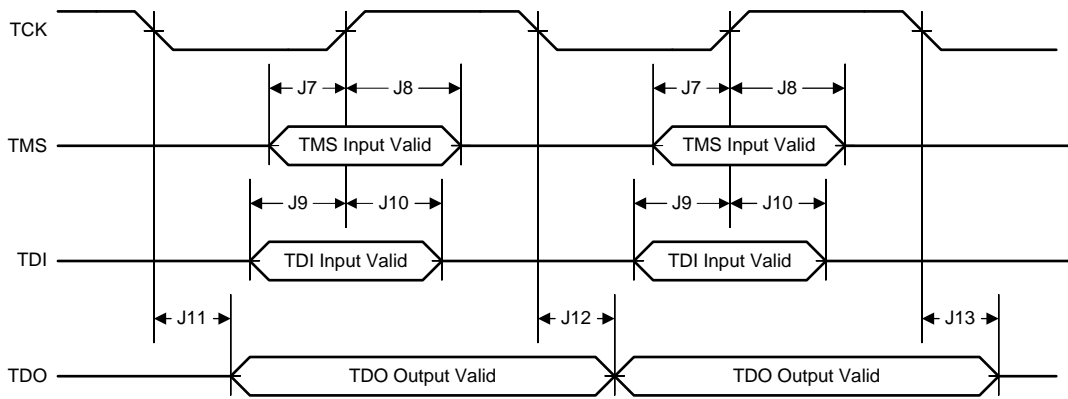 TCK
J7 J8 J7 J8
TMS TMS Input Valid TMS Input Valid
J9 J10 J9 J10
TDI TDI Input Valid TDI Input Valid
J11 J12 J13
TDO TDO Output Valid TDO Output Valid